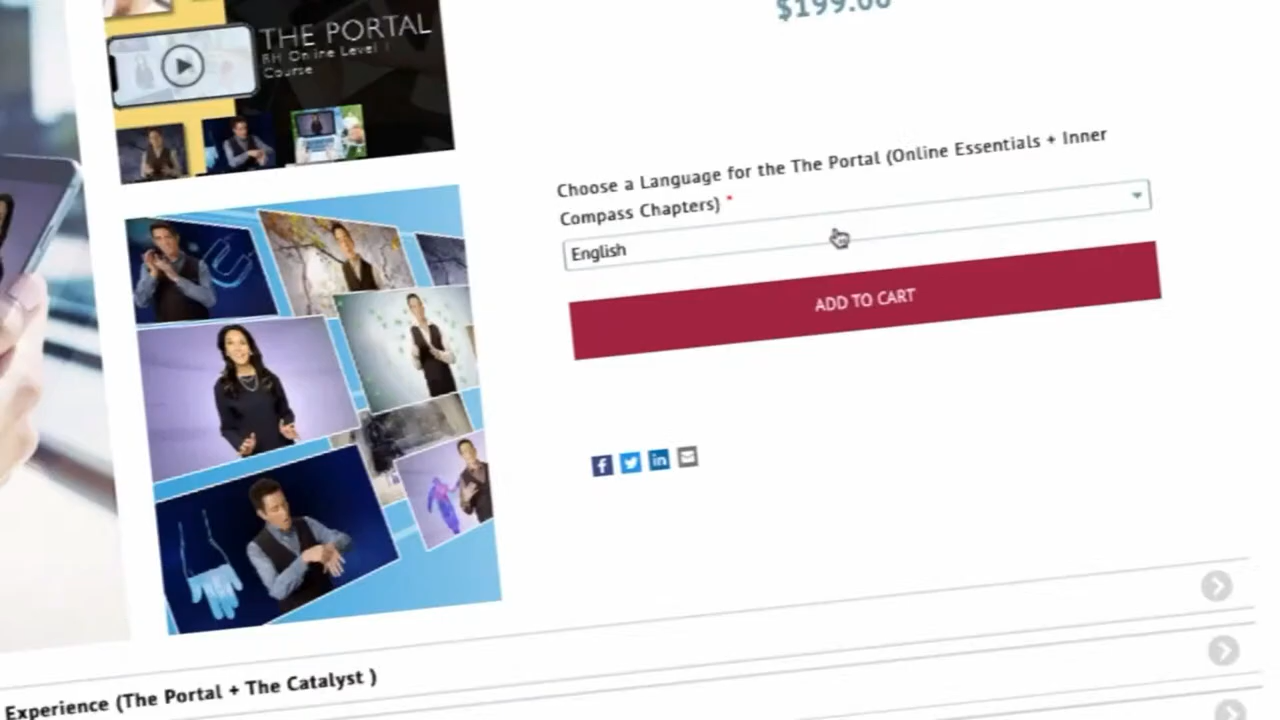 $199.00
THE PORTAL
RH Online Level 1
Course
Choose a Language for the The Portal (Online Essentials + Inner
Compass Chapters) *
English
ADD TO CART
Experience (The Portal + The Catalyst )